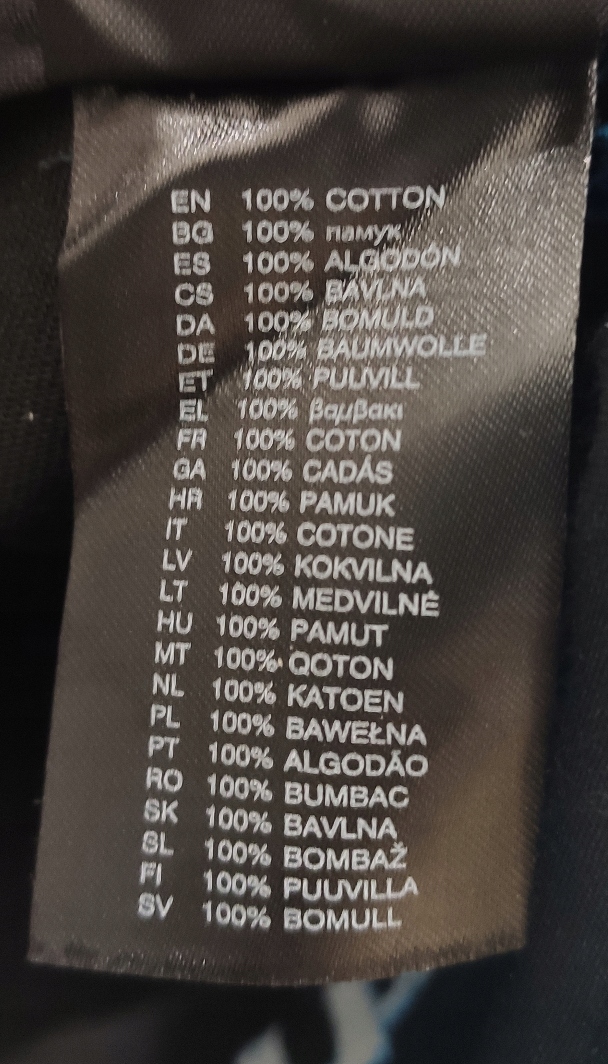 EN 100% COTTON
BG 100% памук
ES 100% ALGODÓN
CS 100% BAVLNA
DA 100% BOMULD
DE 100% BAUMWOLLE
ET 100% PUUVILL
EL 100% βαμβακι
FR 100% COTON
GA 100% CADÁS
HR 100% PAMUK
IT 100% COTONE
LV 100% KOKVILNA
LT 100% MEDVILNĖ
HU 100% PAMUT
MT 100% QOTON
NL 100% KATOEN
PL 100% BAWEŁNA
PT 100% ALGODÃO
RO 100% BUMBAC
SK 100% BAVLNA
SL 100% BOMBAŽ
FI 100% PUUVILLA
SV 100% BOMULL